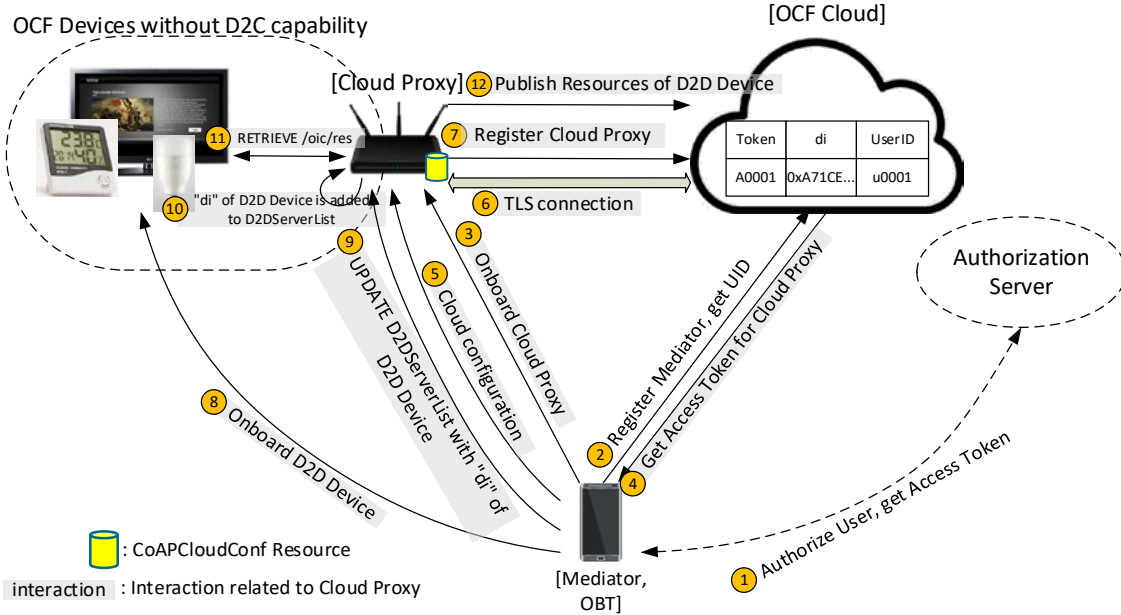 OCF Devices without D2C capability
[OCF Cloud]
[Cloud Proxy]
12 Publish Resources of D2D Device
7 Register Cloud Proxy
11 RETRIEVE /oic/res
Token di UserID
A0001 0xA71CE... u0001
10 "di" of D2D Device is added
to D2DServerList
6 TLS connection
3 Onboard Cloud Proxy
5 Cloud configuration
9 UPDATE D2DServerList with "di" of
D2D Device
8 Onboard D2D Device
2 Register Mediator, get UID
4 Get Access Token for Cloud Proxy
Authorization
Server
1 Authorize User, get Access Token
[Mediator,
OBT]
: CoAPCloudConf Resource
interaction : Interaction related to Cloud Proxy